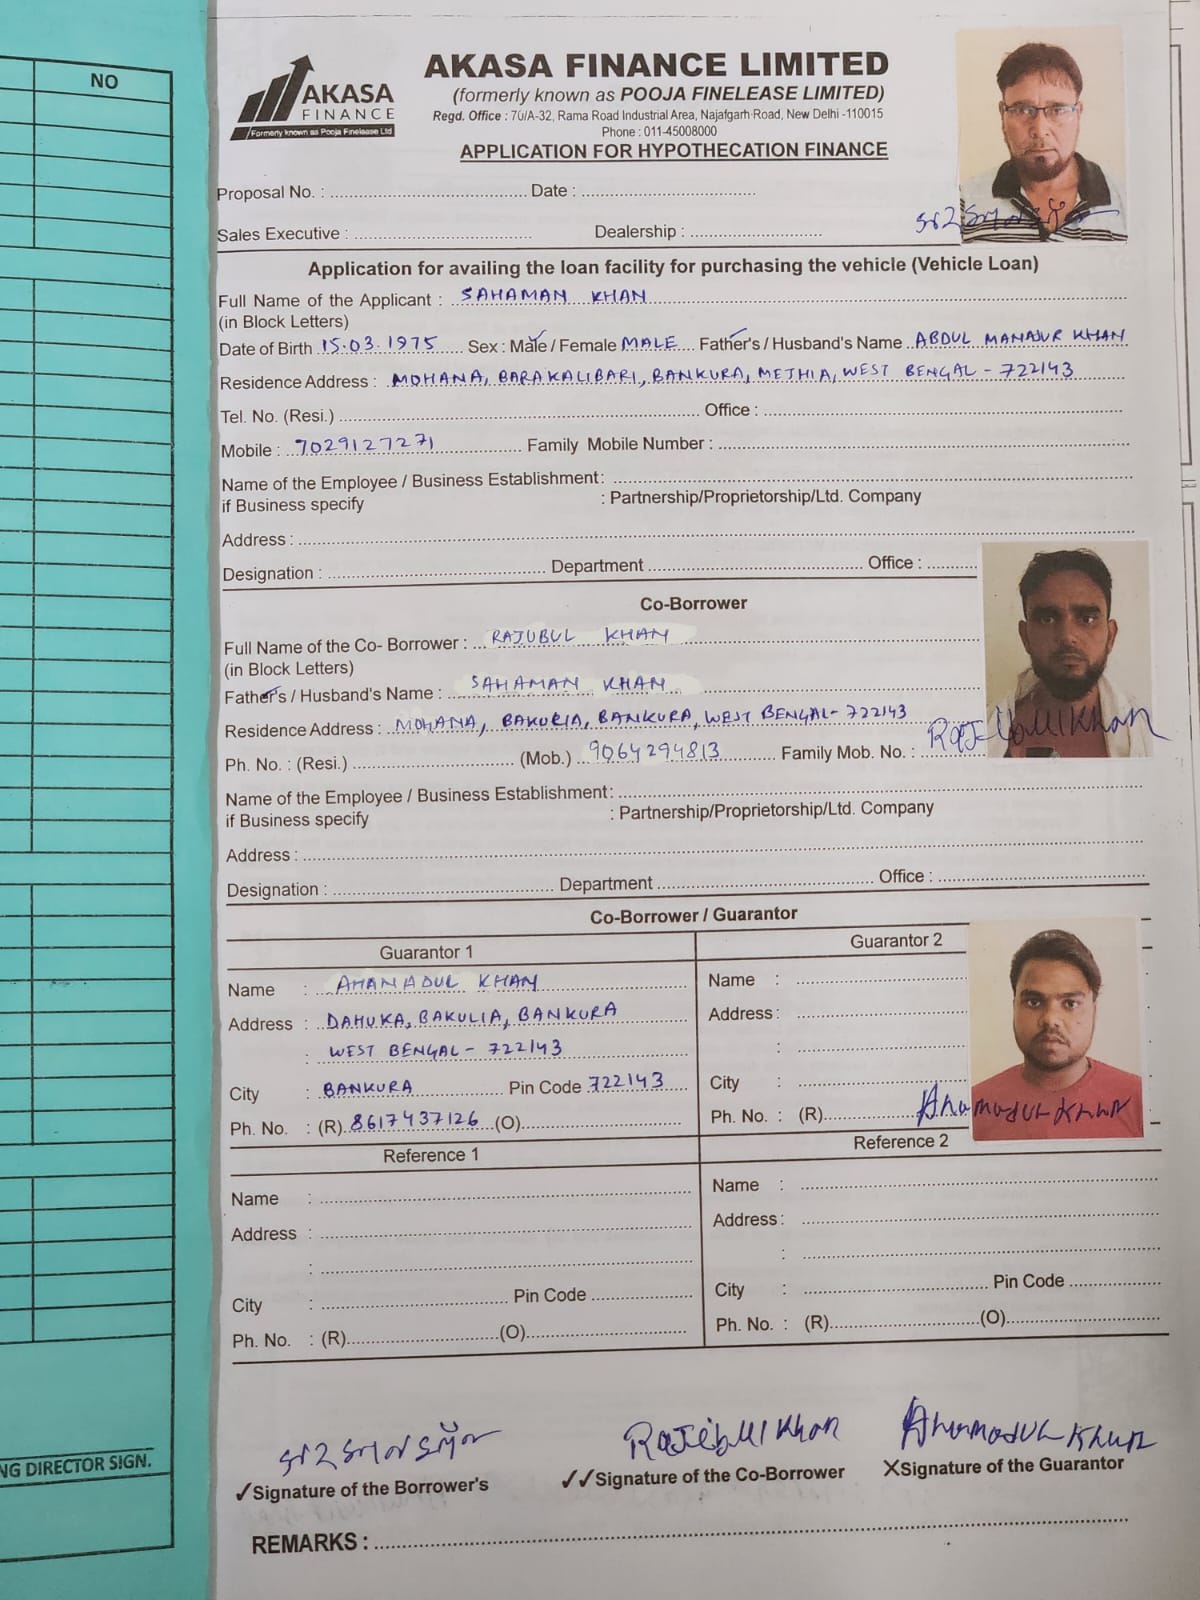 NO
AKASA
FINANCE
Formerly known as Pooja Finelease Ltd
AKASA FINANCE LIMITED
(formerly known as POOJA FINELEASE LIMITED)
Regd. Office : 70/A-32, Rama Road Industrial Area, Najafgarh Road, New Delhi -110015
Phone : 011-45008000
APPLICATION FOR HYPOTHECATION FINANCE
Proposal No. : Date :
Sales Executive : Dealership :
Application for availing the loan facility for purchasing the vehicle (Vehicle Loan)
Full Name of the Applicant : SAHAMAN KHAN
(in Block Letters)
Date of Birth 15.03.1975 Sex : Male / Female MALE Father's / Husband's Name ABDUL MANAJUR KHAN
Residence Address : MOHANA, BARAKALIBARI, BANKURA, MEJHIA, WEST BENGAL - 722143
Tel. No. (Resi.) Office :
Mobile : 7029127271 Family Mobile Number :
Name of the Employee / Business Establishment:
if Business specify : Partnership/Proprietorship/Ltd. Company
Address :
Designation : Department Office :
Co-Borrower
Full Name of the Co- Borrower : RAJUBUL KHAN
(in Block Letters)
Father's / Husband's Name : SAHAMAN KHAN
Residence Address : MOHANA, BAKURIA, BANKURA, WEST BENGAL- 722143
Ph. No. : (Resi.) (Mob.) 9064294813 Family Mob. No. :
Name of the Employee / Business Establishment:
if Business specify : Partnership/Proprietorship/Ltd. Company
Address :
Designation : Department Office :
Co-Borrower / Guarantor
Guarantor 1 Guarantor 2
Name : AHAMADUL KHAN Name :
Address : DAHUKA, BAKULIA, BANKURA Address :
: WEST BENGAL - 722143 :
City : BANKURA Pin Code 722143 City :
Ph. No. : (R) 8617437126 (O) Ph. No. : (R) Ahamadul Khan
Reference 1 Reference 2
Name : Name :
Address : Address :
: :
City : Pin Code City : Pin Code
Ph. No. : (R) (O) Ph. No. : (R) (O)
Rajibul Khan Ahamadul Khan
✓Signature of the Borrower's ✓✓Signature of the Co-Borrower XSignature of the Guarantor
NG DIRECTOR SIGN.
REMARKS :